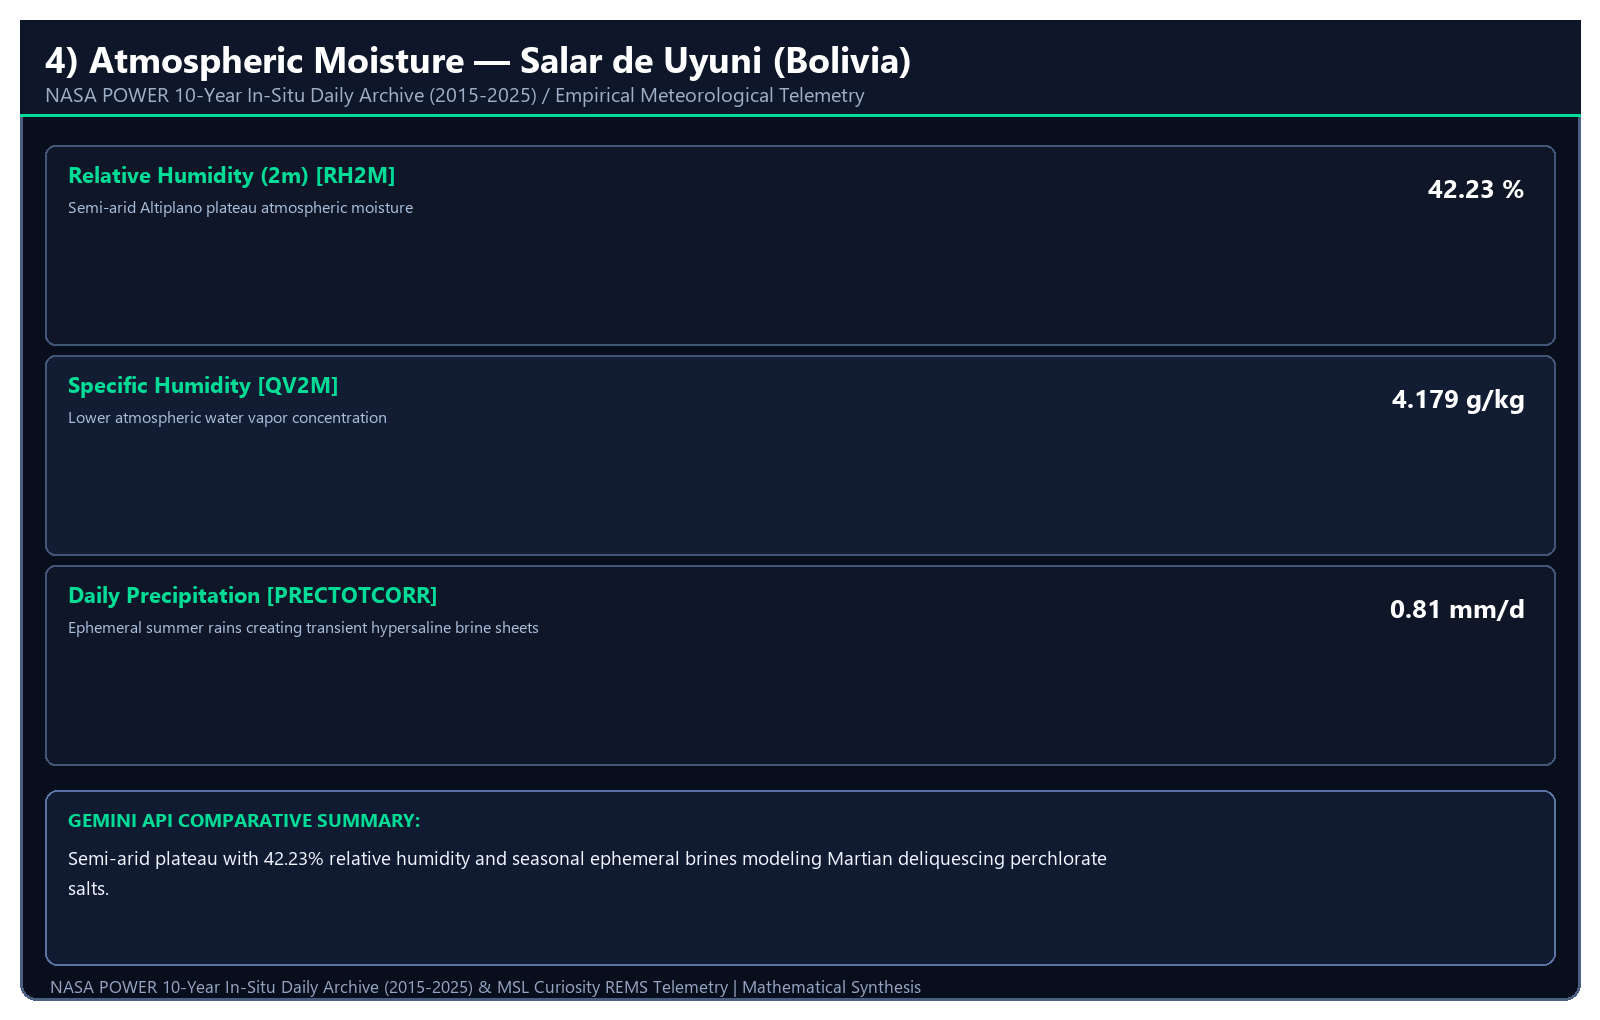 4) Atmospheric Moisture — Salar de Uyuni (Bolivia)
NASA POWER 10-Year In-Situ Daily Archive (2015-2025) / Empirical Meteorological Telemetry
Relative Humidity (2m) [RH2M]
42.23 %
Semi-arid Altiplano plateau atmospheric moisture
Specific Humidity [QV2M]
4.179 g/kg
Lower atmospheric water vapor concentration
Daily Precipitation [PRECTOTCORR]
0.81 mm/d
Ephemeral summer rains creating transient hypersaline brine sheets
GEMINI API COMPARATIVE SUMMARY:
Semi-arid plateau with 42.23% relative humidity and seasonal ephemeral brines modeling Martian deliquescing perchlorate
salts.
NASA POWER 10-Year In-Situ Daily Archive (2015-2025) & MSL Curiosity REMS Telemetry | Mathematical Synthesis